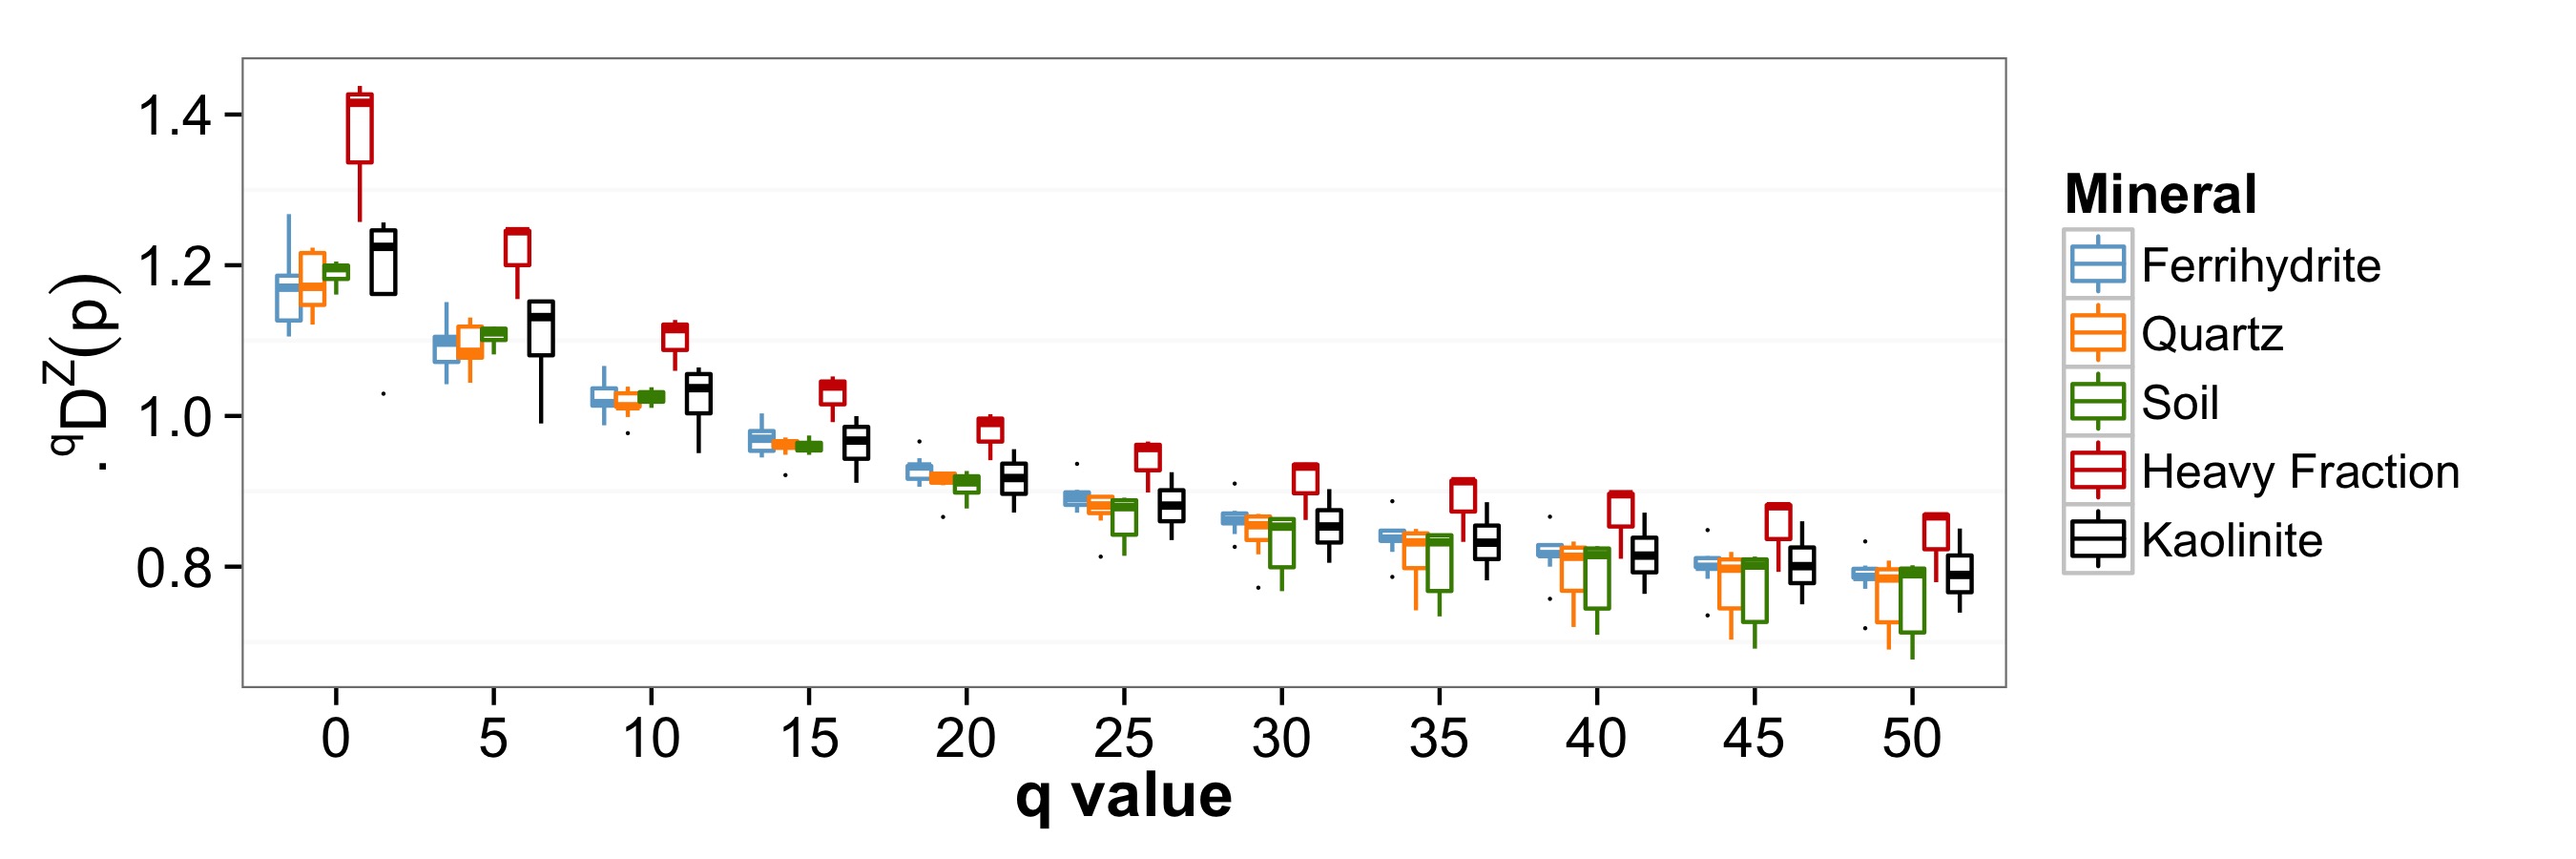 1.4
1.2
1.0
0.8
. qDZ(p)
0 5 10 15 20 25 30 35 40 45 50
q value
Mineral
Ferrihydrite
Quartz
Soil
Heavy Fraction
Kaolinite